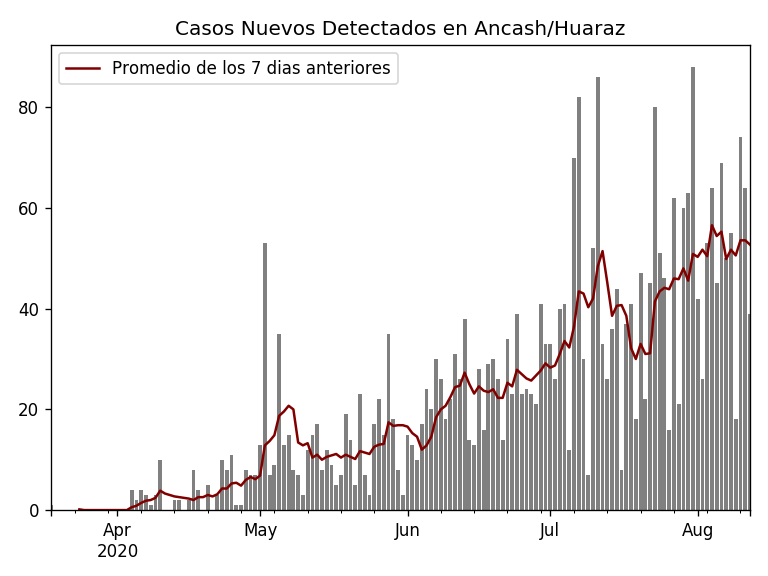 Casos Nuevos Detectados en Ancash/Huaraz
Promedio de los 7 dias anteriores
80
60
40
20
0
Apr May Jun Jul Aug
2020